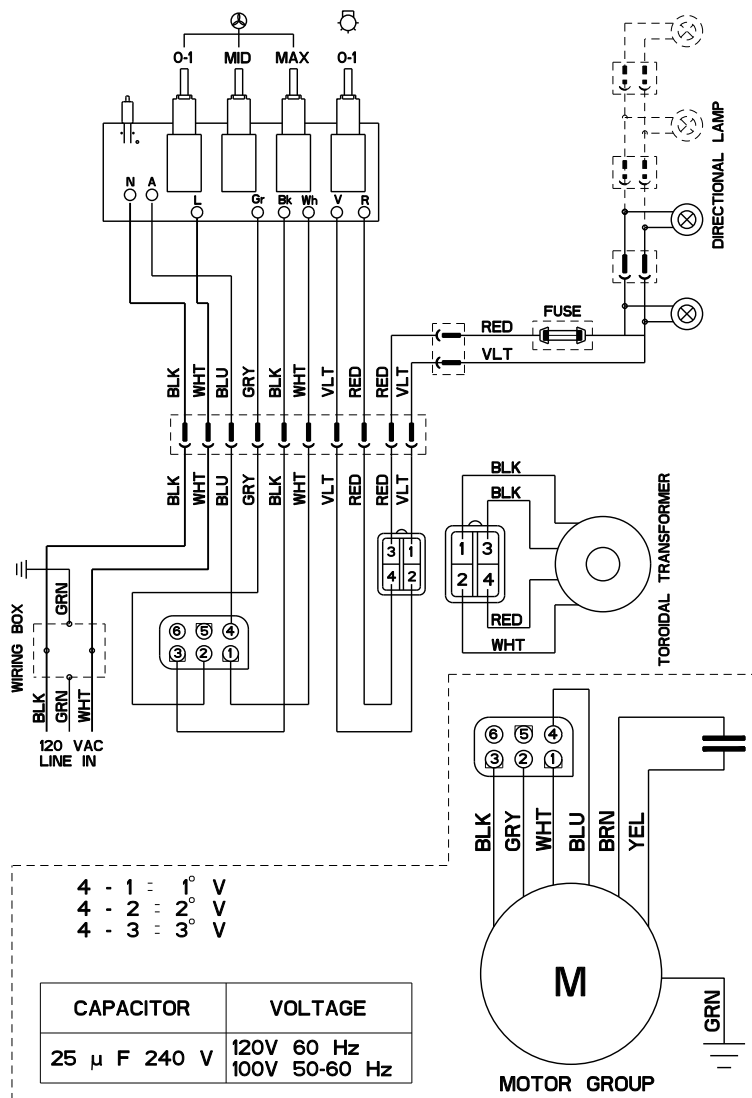 0-1 MID MAX 0-1
N A L Gr Bk Wh V R
DIRECTIONAL LAMP
FUSE
RED
VLT
BLK WHT BLU GRY BLK WHT VLT RED RED VLT
BLK WHT BLU GRY BLK WHT VLT RED RED VLT
3 1
4 2
BLK
BLK
1 3
2 4
RED
WHT
TOROIDAL TRANSFORMER
GRN
WIRING BOX
6 5 4
3 2 1
BLK GRN WHT
120 VAC
LINE IN
6 5 4
3 2 1
BLK GRY WHT BLU BRN YEL
4 - 1 = 1° V
4 - 2 = 2° V
4 - 3 = 3° V
M
GRN
MOTOR GROUP
CAPACITOR VOLTAGE
25 µ F 240 V
120V 60 Hz
100V 50-60 Hz